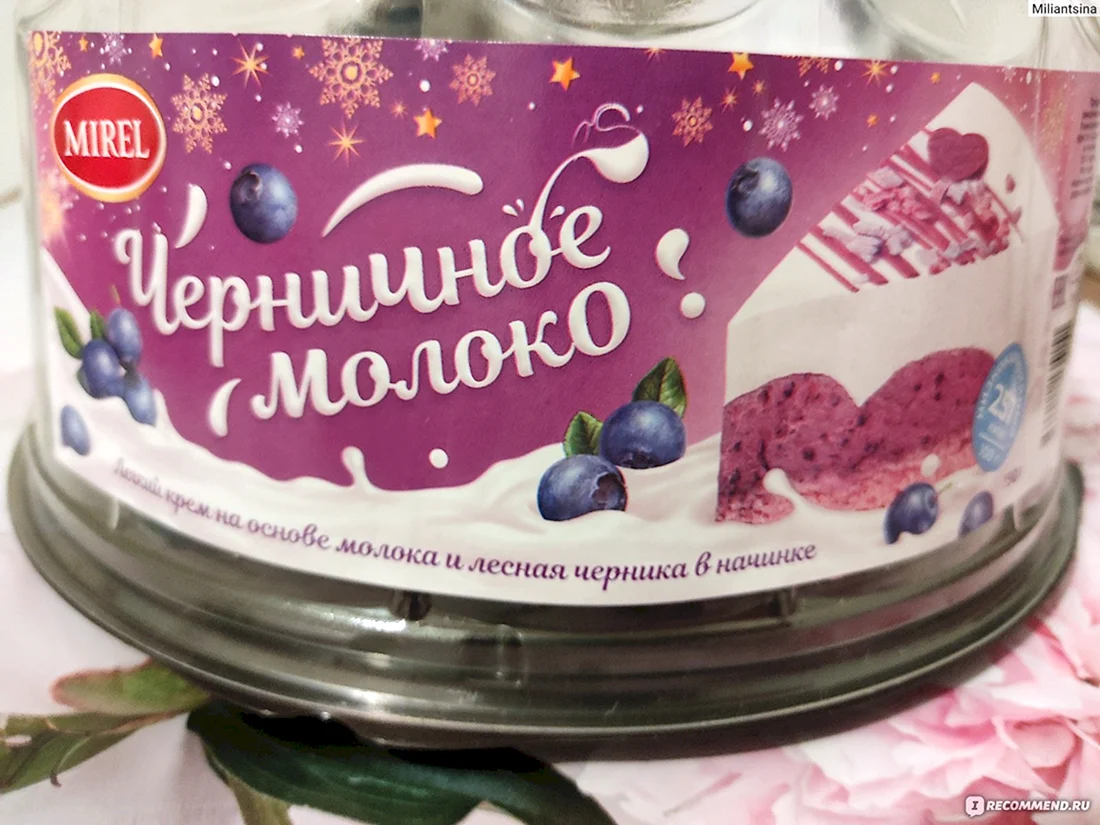 Miliantsina
MIREL
Черничное
молоко
Легкий крем на основе молока и лесная черника в начинке
RECOMMEND.RU